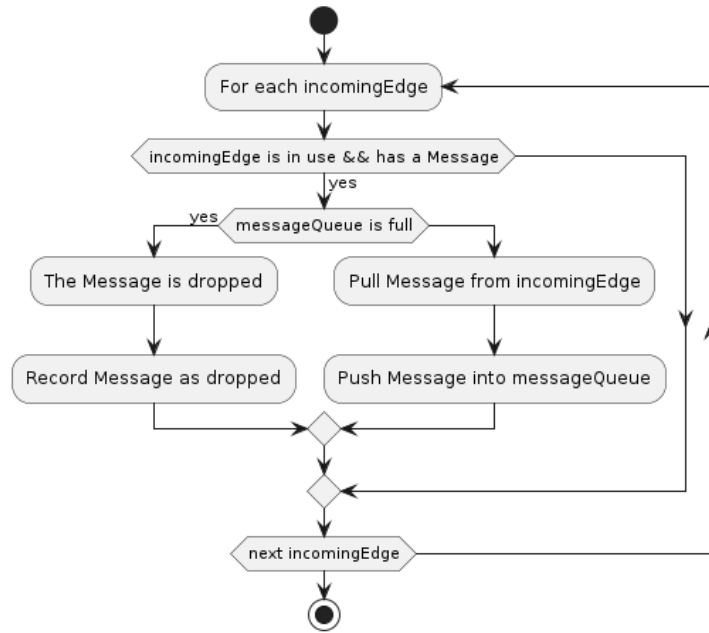 For each incomingEdge
incomingEdge is in use && has a Message
yes
yes
messageQueue is full
The Message is dropped
Pull Message from incomingEdge
Record Message as dropped
Push Message into messageQueue
next incomingEdge